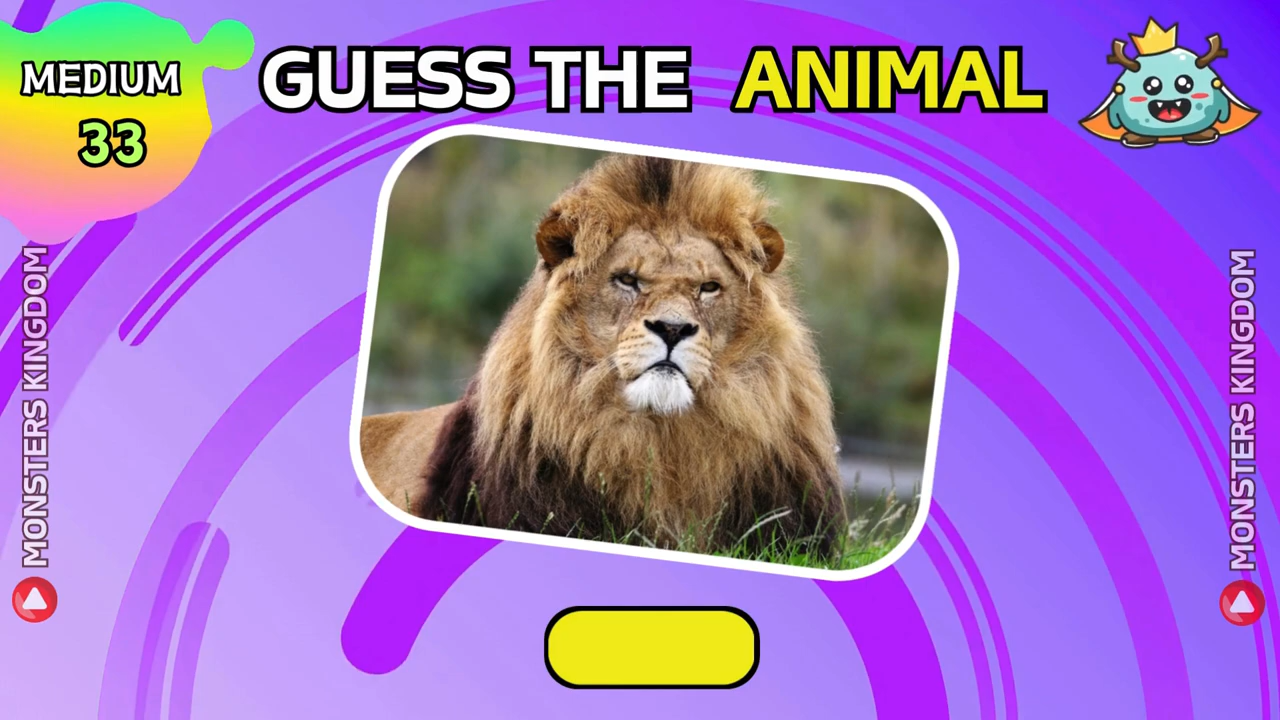 MEDIUM
33
GUESS THE ANIMAL
MONSTERS KINGDOM
MONSTERS KINGDOM